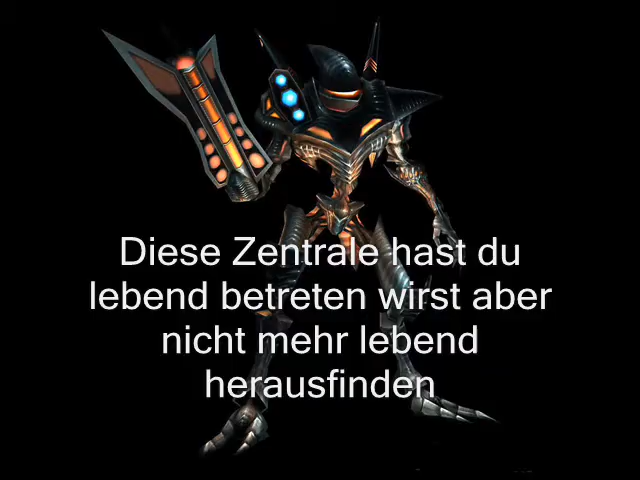 Diese Zentrale hast du
lebend betreten wirst aber
nicht mehr lebend
herausfinden